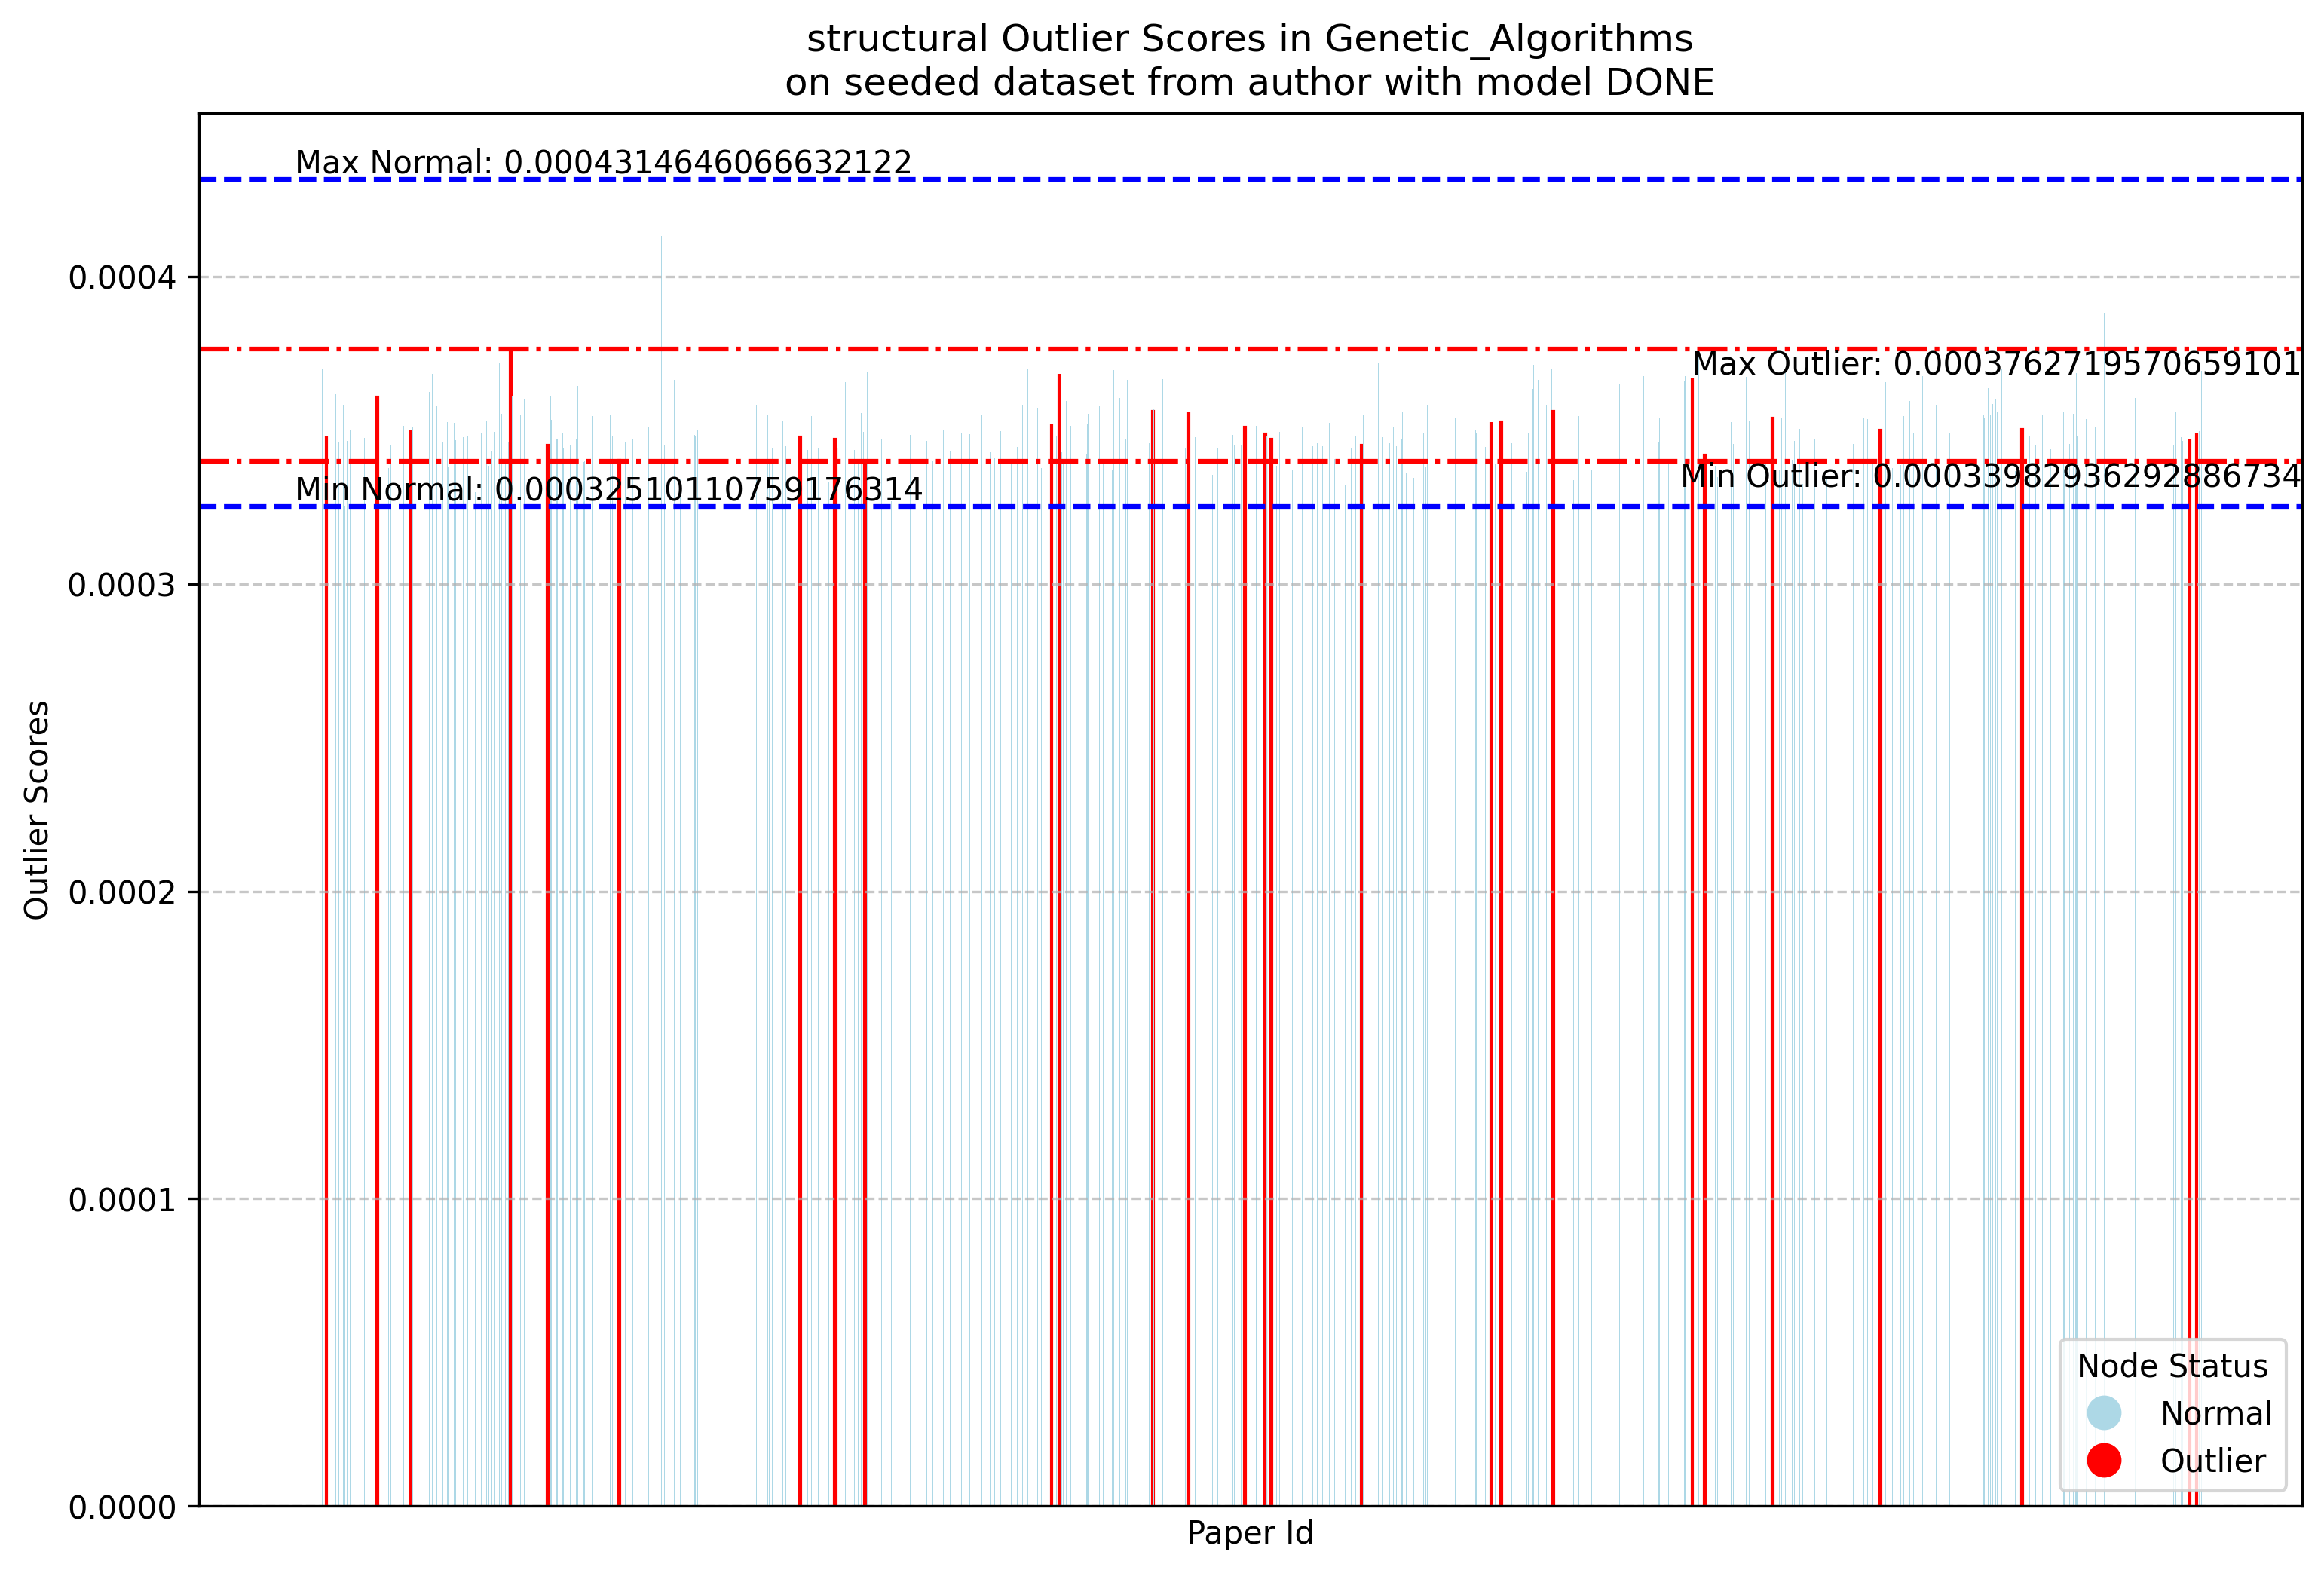 structural Outlier Scores in Genetic_Algorithms
on seeded dataset from author with model DONE
Max Normal: 0.0004314646066632122
0.0004
Max Outlier: 0.0003762719570659101
Min Outlier: 0.00033982936292886734
Min Normal: 0.00032510110759176314
0.0003
Outlier Scores
0.0002
0.0001
Node Status
Normal
Outlier
0.0000
Paper Id